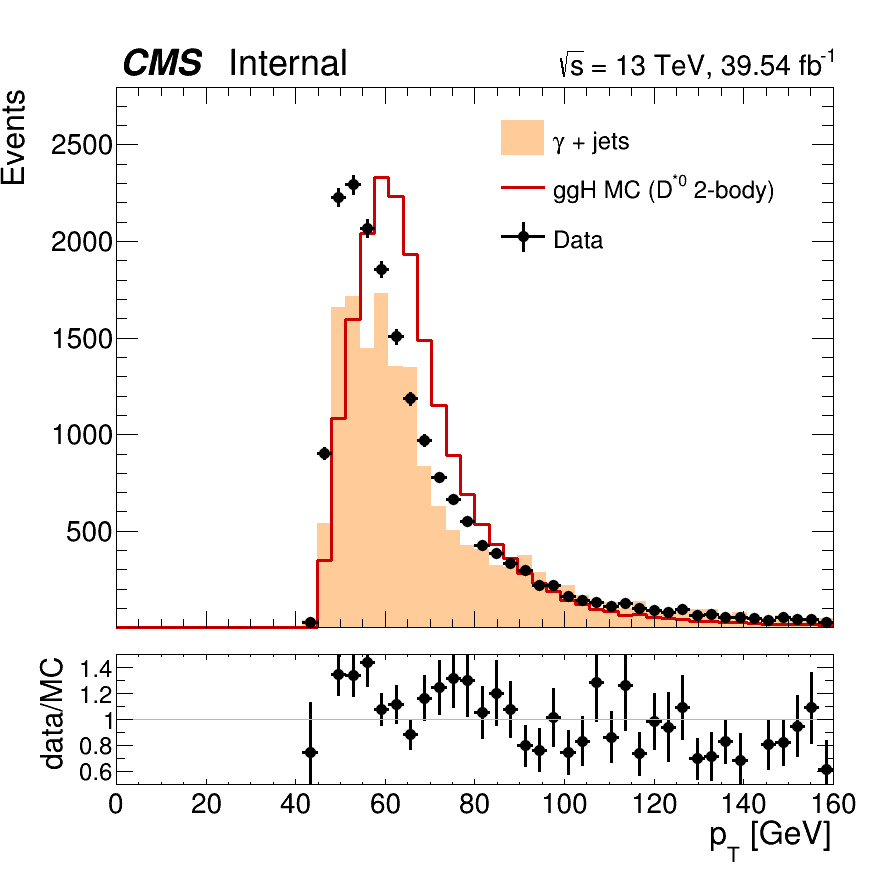 CMS Internal
√s = 13 TeV, 39.54 fb⁻¹
Events
2500
2000
1500
1000
500
γ + jets
ggH MC (D*⁰ 2-body)
Data
data/MC
1.4
1.2
1
0.8
0.6
0 20 40 60 80 100 120 140 160
p_T [GeV]